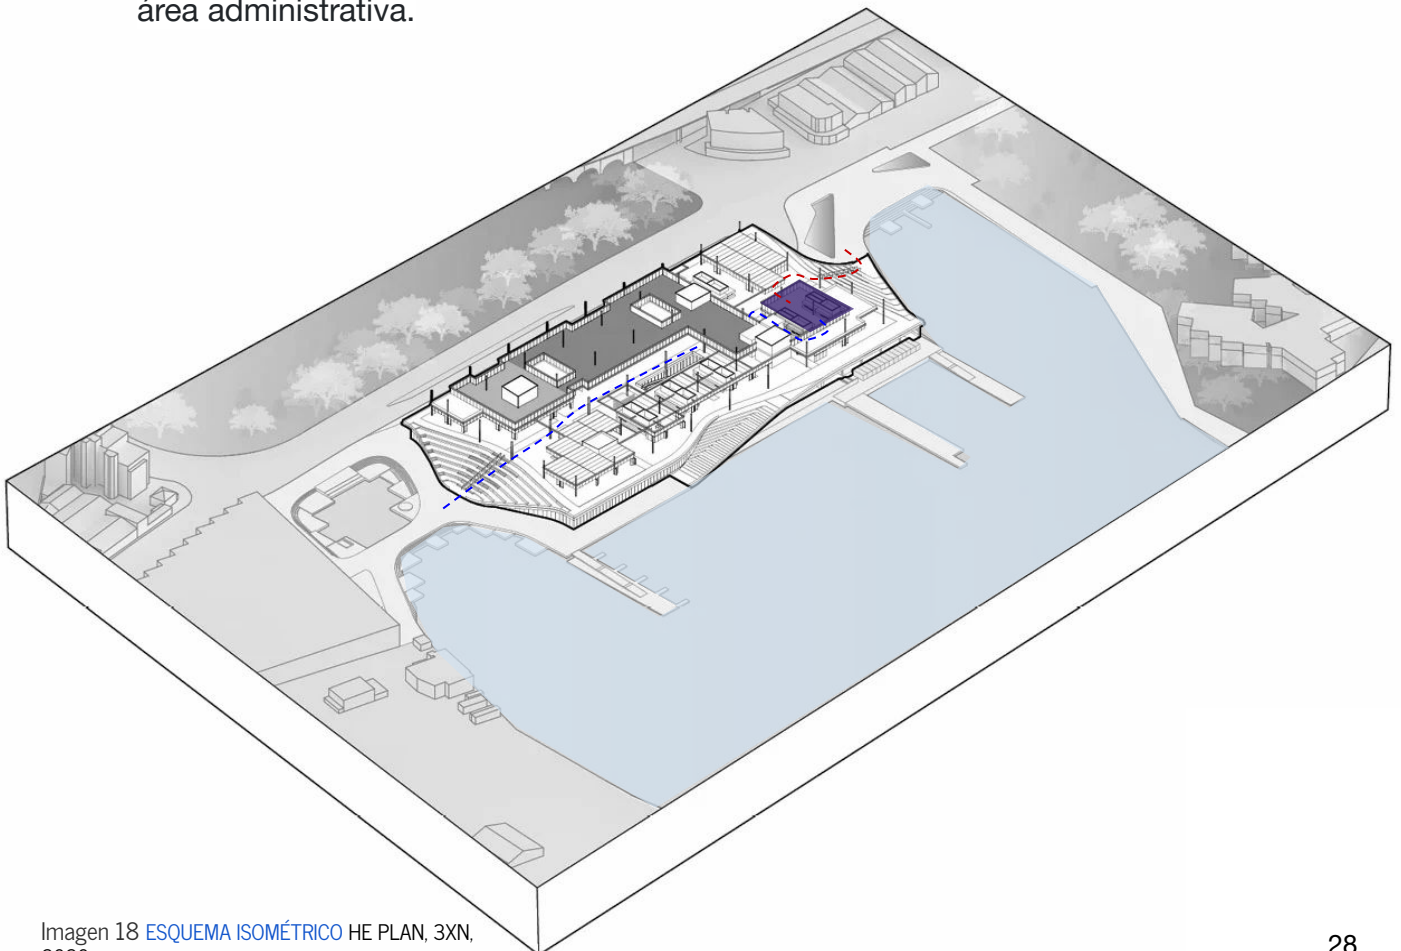 área administrativa.
Imagen 18 ESQUEMA ISOMÉTRICO HE PLAN, 3XN,
28